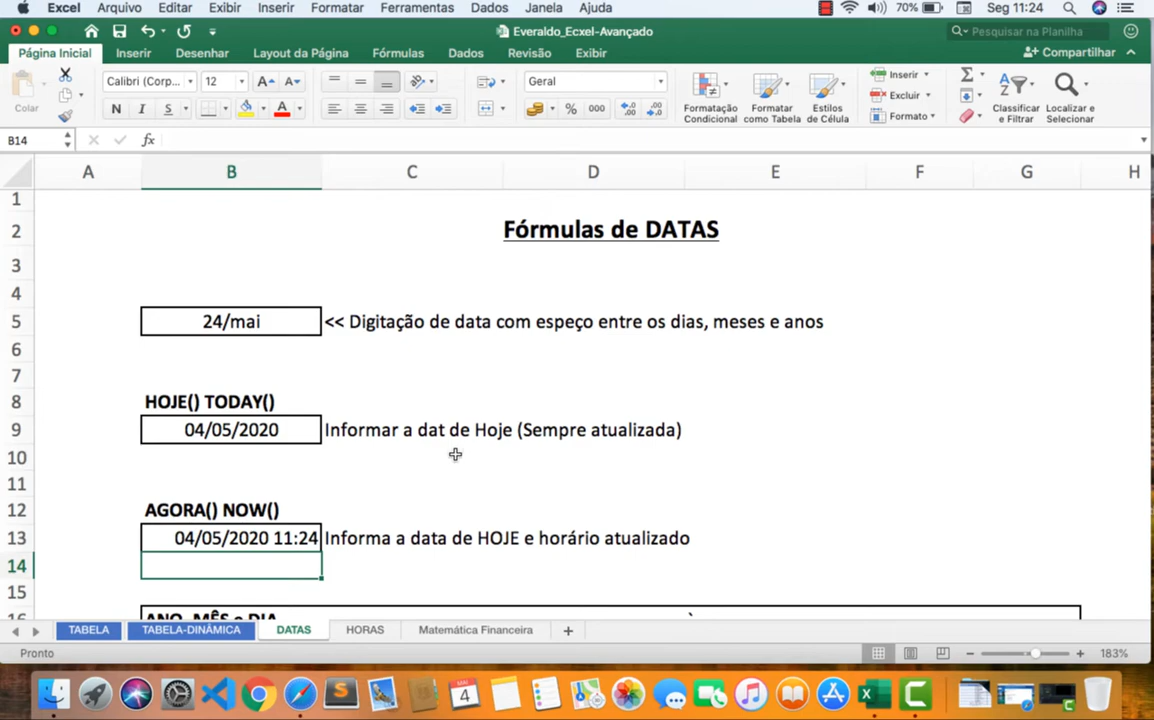 Excel Arquivo Editar Exibir Inserir Formatar Ferramentas Dados Janela Ajuda 70% Seg 11:24
Everaldo_Ecxel-Avançado
Pesquisar na Planilha
Página Inicial Inserir Desenhar Layout da Página Fórmulas Dados Revisão Exibir
Compartilhar
Colar
Calibri (Corp... 12
N I S
Geral
% 000
Formatação Condicional
Formatar como Tabela
Estilos de Célula
Inserir
Excluir
Formato
Classificar e Filtrar
Localizar e Selecionar
B14 fx
A B C D E F G H
1
2 Fórmulas de DATAS
3
4
5 24/mai << Digitação de data com espeço entre os dias, meses e anos
6
7
8 HOJE() TODAY()
9 04/05/2020 Informar a dat de Hoje (Sempre atualizada)
10
11
12 AGORA() NOW()
13 04/05/2020 11:24 Informa a data de HOJE e horário atualizado
14
15
16 ANO, MÊS e DIA `
TABELA TABELA-DINÂMICA DATAS HORAS Matemática Financeira +
Pronto 183%